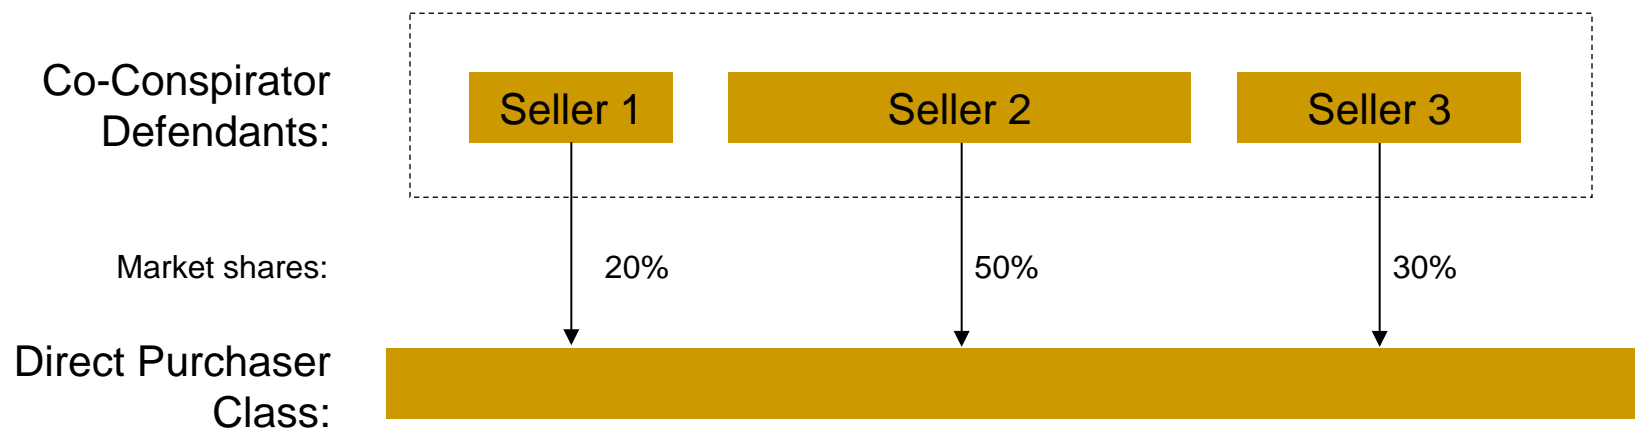 Co-Conspirator
Defendants:
Seller 1
Seller 2
Seller 3
Market shares:
20%
50%
30%
Direct Purchaser
Class: